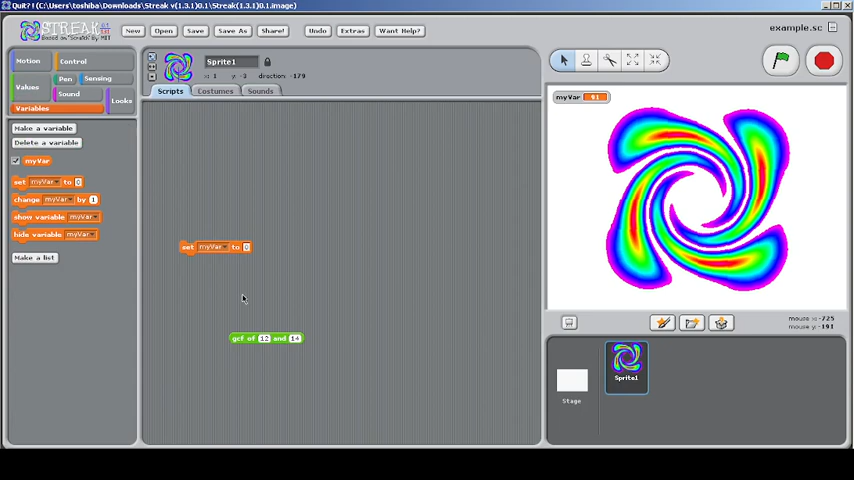 Quit?! (C:\Users\toshiba\Downloads\Streak v(1.3.1)0.1\Streak(1.3.1)0.1.image)
STREAK
Based on "Scratch" By MIT
New Open Save Save As Share! Undo Extras Want Help?
example.sc
Motion Control
Values Pen Sensing
Sound Looks
Variables
Make a variable
Delete a variable
myVar
set myVar to 0
change myVar by 1
show variable myVar
hide variable myVar
Make a list
Sprite1
x: 1 y: -3 direction: -179
Scripts Costumes Sounds
set myVar to 0
gcf of 12 and 14
myVar 91
mouse x: -725
mouse y: -191
Sprite1
Stage